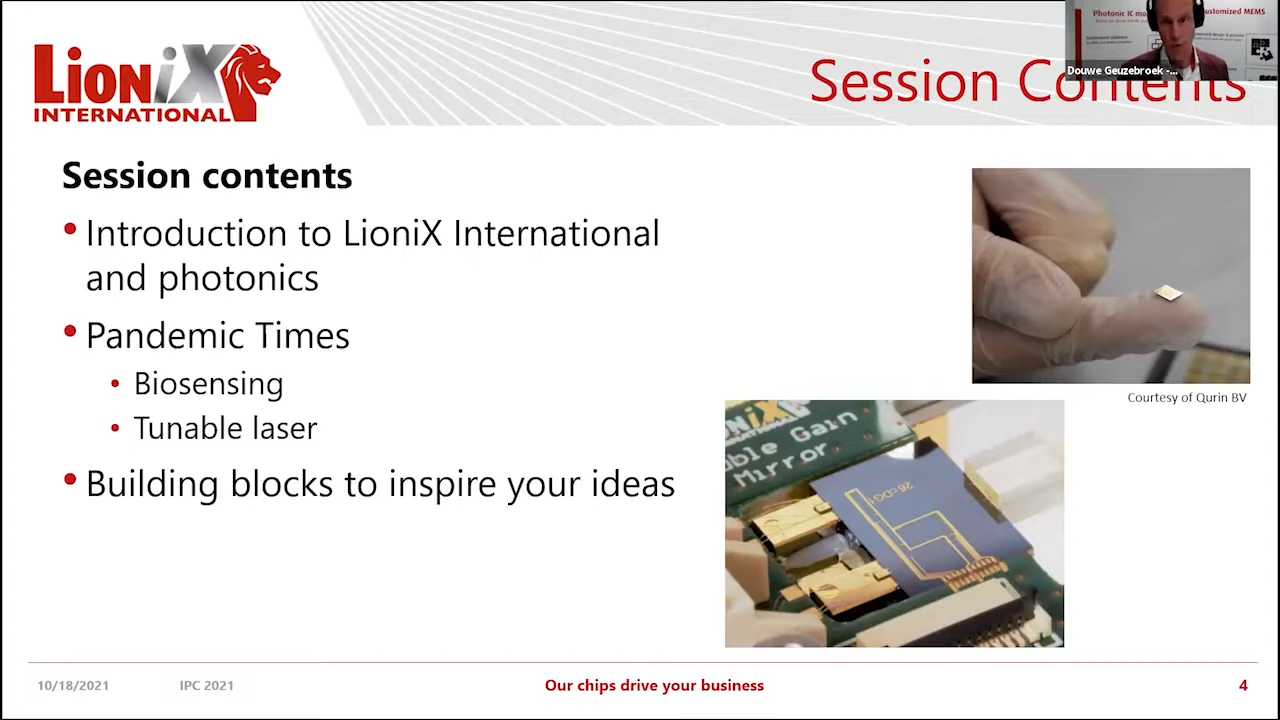 LioniX
INTERNATIONAL
Session Contents
Photonic IC mo
ustomized MEMS
Douwe Geuzebroek -...
Session contents
• Introduction to LioniX International
and photonics
• Pandemic Times
• Biosensing
• Tunable laser
• Building blocks to inspire your ideas
Courtesy of Qurin BV
ble Gain
Mirror
10/18/2021
IPC 2021
Our chips drive your business
4